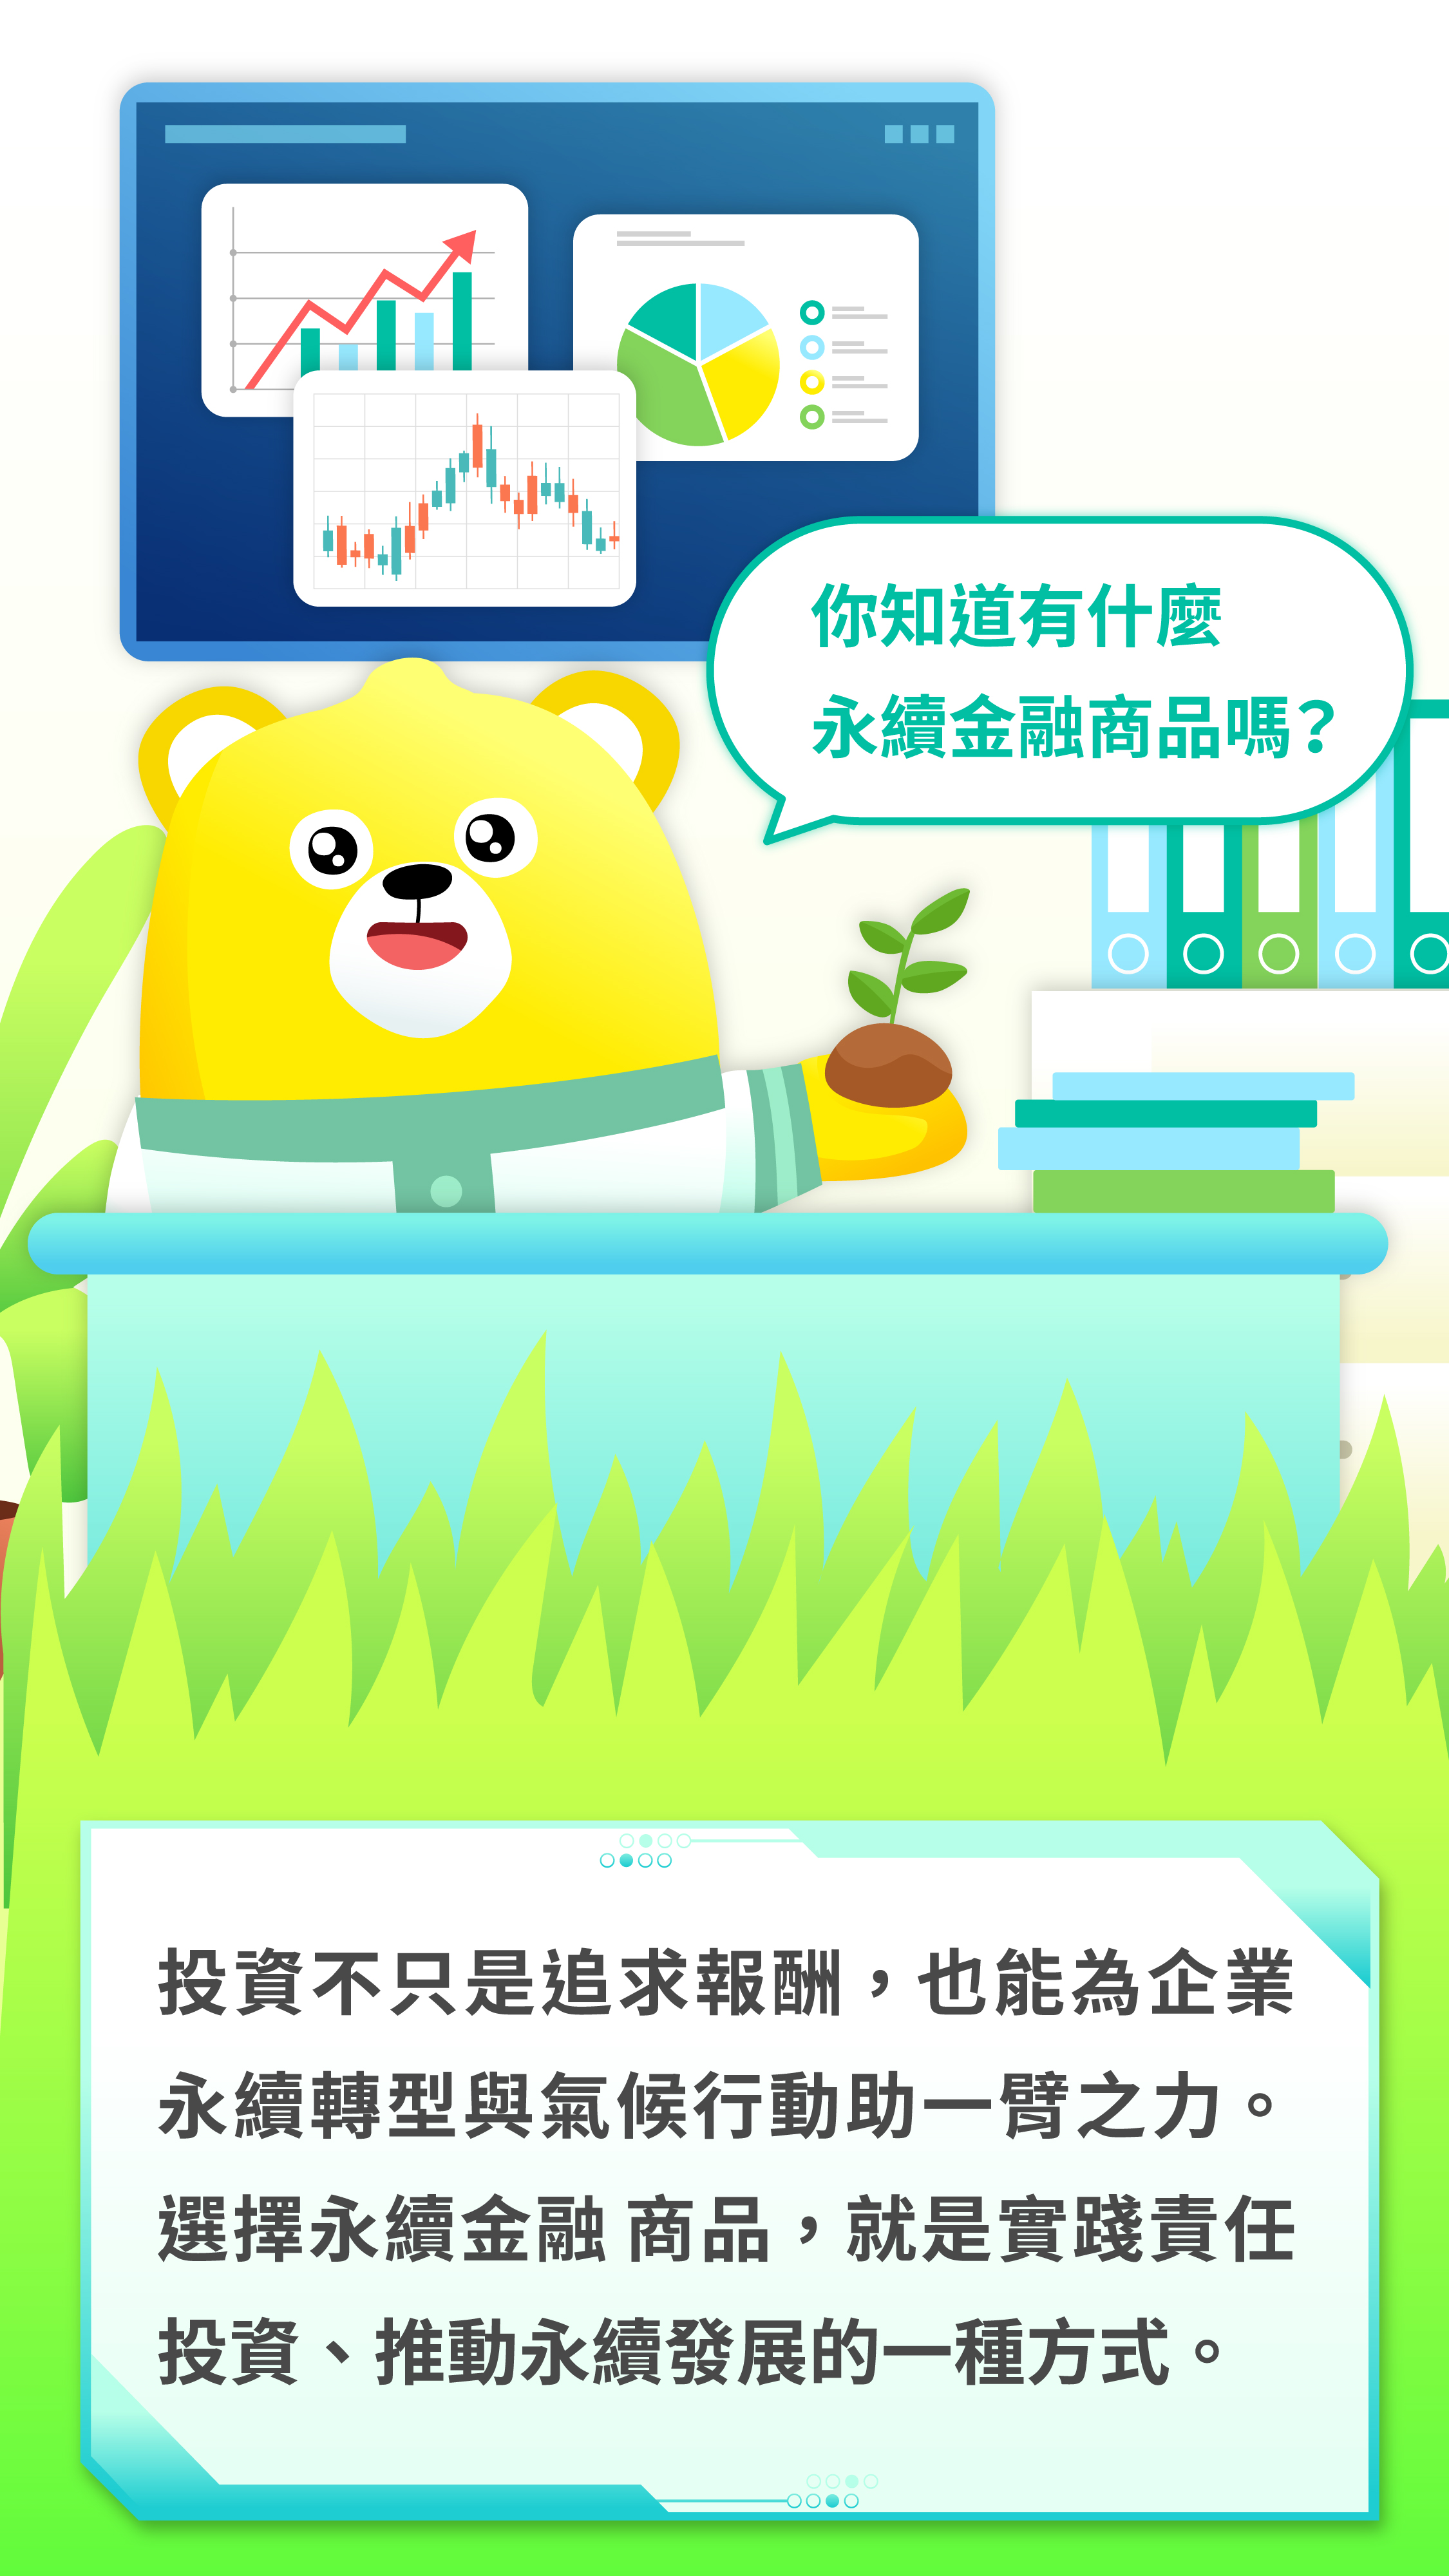 你知道有什麼
永續金融商品嗎？
投資不只是追求報酬，也能為企業
永續轉型與氣候行動助一臂之力。
選擇永續金融 商品，就是實踐責任
投資、推動永續發展的一種方式。